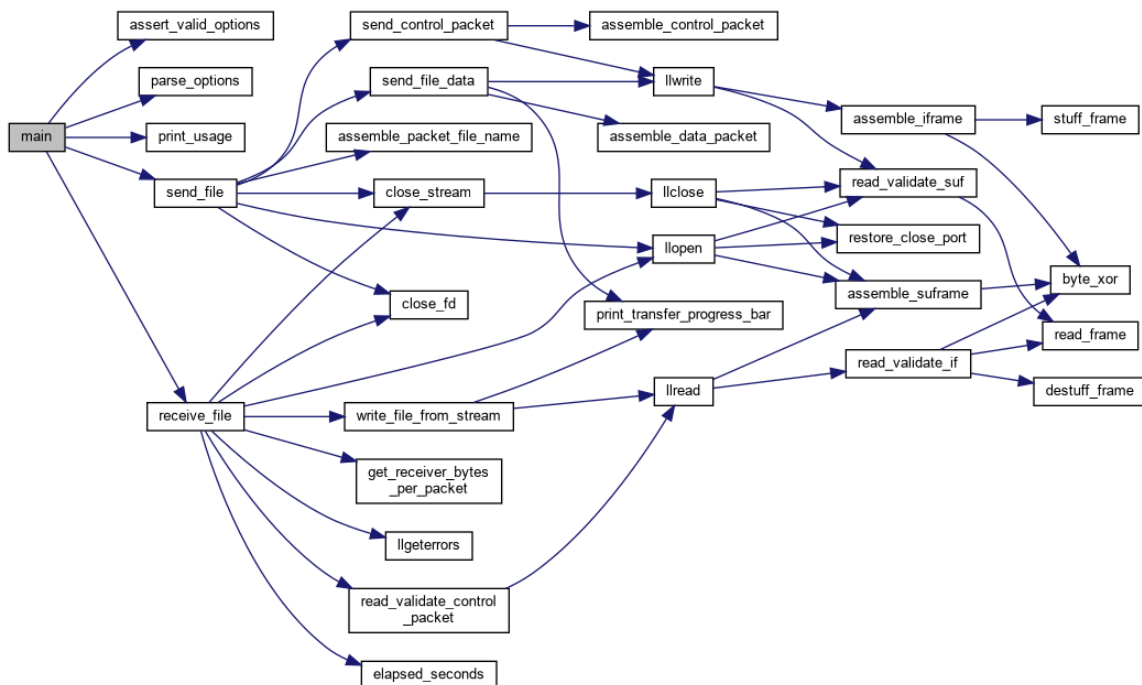 main
assert_valid_options
parse_options
print_usage
send_file
receive_file
send_control_packet
send_file_data
assemble_packet_file_name
close_stream
close_fd
write_file_from_stream
get_receiver_bytes
_per_packet
llgeterrors
read_validate_control
_packet
elapsed_seconds
assemble_control_packet
llwrite
assemble_data_packet
llclose
llopen
print_transfer_progress_bar
llread
assemble_iframe
read_validate_suf
restore_close_port
assemble_suframe
read_validate_if
stuff_frame
byte_xor
read_frame
destuff_frame